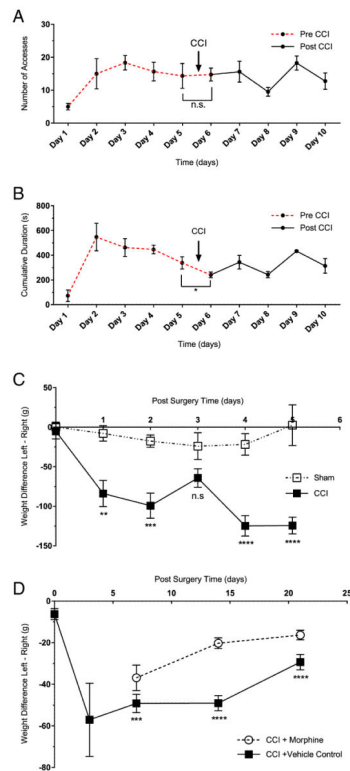 A
Number of Accesses
30
20
10
0
CCI
n.s.
Pre CCI
Post CCI
Day 1
Day 2
Day 3
Day 4
Day 5
Day 6
Day 7
Day 8
Day 9
Day 10
Time (days)
B
Cumulative Duration (s)
800
600
400
200
0
CCI
*
Pre CCI
Post CCI
Day 1
Day 2
Day 3
Day 4
Day 5
Day 6
Day 7
Day 8
Day 9
Day 10
Time (days)
C
Post Surgery Time (days)
1 2 3 4 5 6
Weight Difference Left - Right (g)
50
0
-50
-100
-150
**
***
n.s
****
****
Sham
CCI
D
Post Surgery Time (days)
0 5 10 15 20 25
Weight Difference Left - Right (g)
0
-20
-40
-60
-80
***
****
****
CCI + Morphine
CCI +Vehicle Control